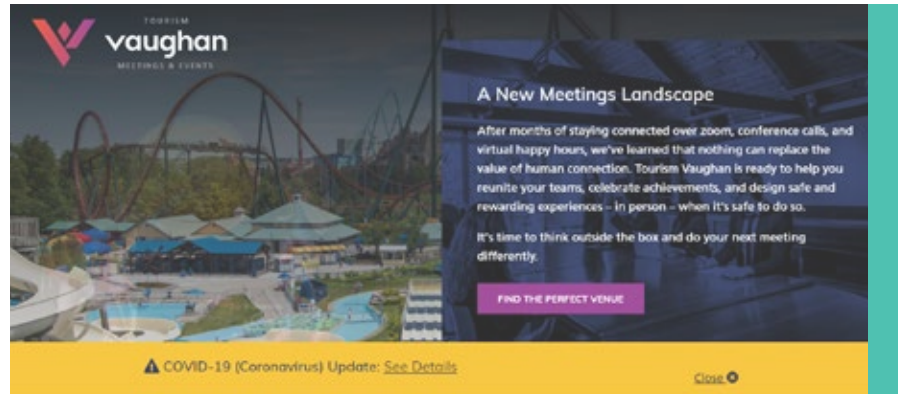 TOURISM
vaughan
MEETINGS & EVENTS
A New Meetings Landscape
After months of staying connected over zoom, conference calls, and
virtual happy hours, we've learned that nothing can replace the
value of human connection. Tourism Vaughan is ready to help you
reunite your teams, celebrate achievements, and design safe and
rewarding experiences – in person – when it's safe to do so.
It's time to think outside the box and do your next meeting
differently.
FIND THE PERFECT VENUE
COVID-19 (Coronavirus) Update: See Details
Close